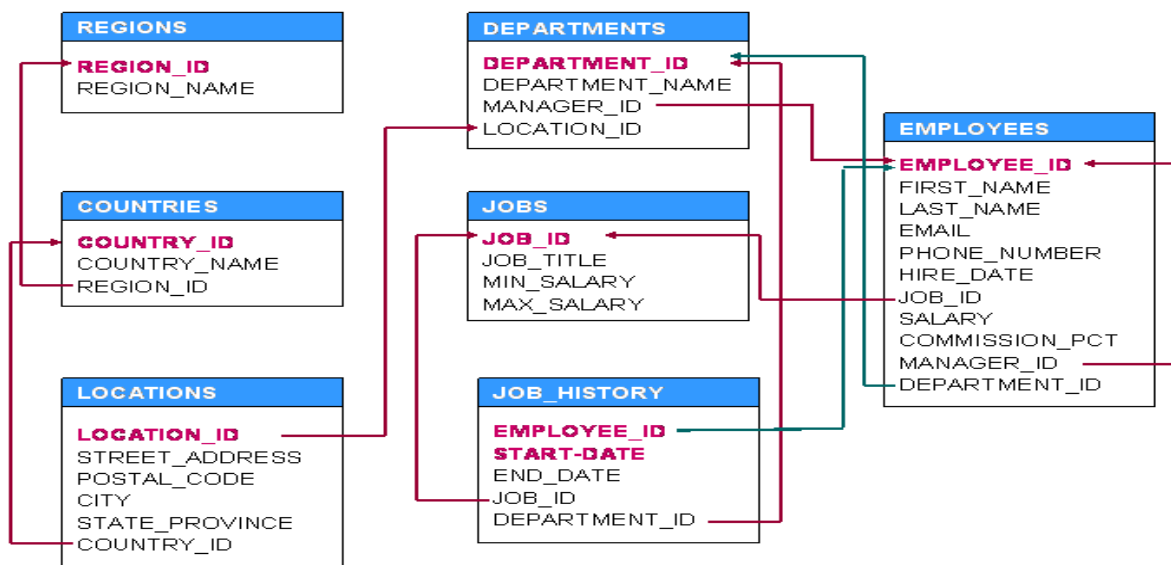 REGIONS
REGION_ID
REGION_NAME
DEPARTMENTS
DEPARTMENT_ID
DEPARTMENT_NAME
MANAGER_ID
LOCATION_ID
EMPLOYEES
EMPLOYEE_ID
FIRST_NAME
LAST_NAME
EMAIL
PHONE_NUMBER
HIRE_DATE
JOB_ID
SALARY
COMMISSION_PCT
MANAGER_ID
DEPARTMENT_ID
COUNTRIES
COUNTRY_ID
COUNTRY_NAME
REGION_ID
JOBS
JOB_ID
JOB_TITLE
MIN_SALARY
MAX_SALARY
LOCATIONS
LOCATION_ID
STREET_ADDRESS
POSTAL_CODE
CITY
STATE_PROVINCE
COUNTRY_ID
JOB_HISTORY
EMPLOYEE_ID
START-DATE
END_DATE
JOB_ID
DEPARTMENT_ID